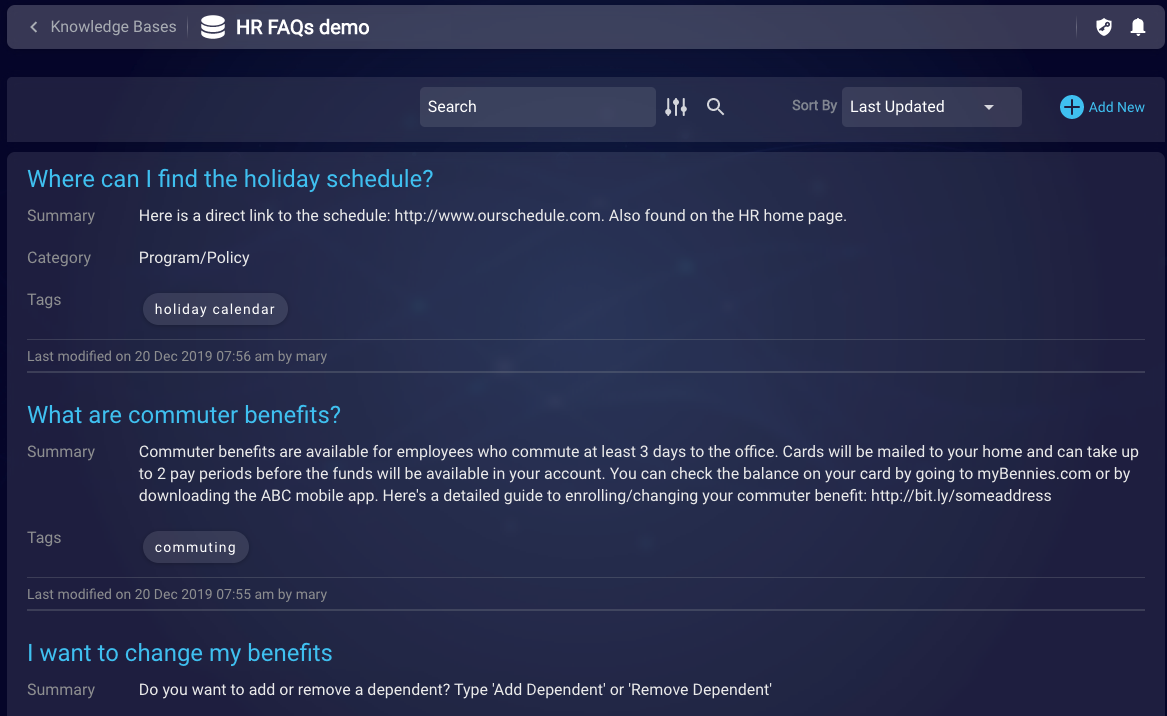 Knowledge Bases
HR FAQs demo
Search
Sort By
Last Updated
Add New
Where can I find the holiday schedule?
Summary
Here is a direct link to the schedule: http://www.ourschedule.com. Also found on the HR home page.
Category
Program/Policy
Tags
holiday calendar
Last modified on 20 Dec 2019 07:56 am by mary
What are commuter benefits?
Summary
Commuter benefits are available for employees who commute at least 3 days to the office. Cards will be mailed to your home and can take up
to 2 pay periods before the funds will be available in your account. You can check the balance on your card by going to myBennies.com or by
downloading the ABC mobile app. Here's a detailed guide to enrolling/changing your commuter benefit: http://bit.ly/someaddress
Tags
commuting
Last modified on 20 Dec 2019 07:55 am by mary
I want to change my benefits
Summary
Do you want to add or remove a dependent? Type 'Add Dependent' or 'Remove Dependent'